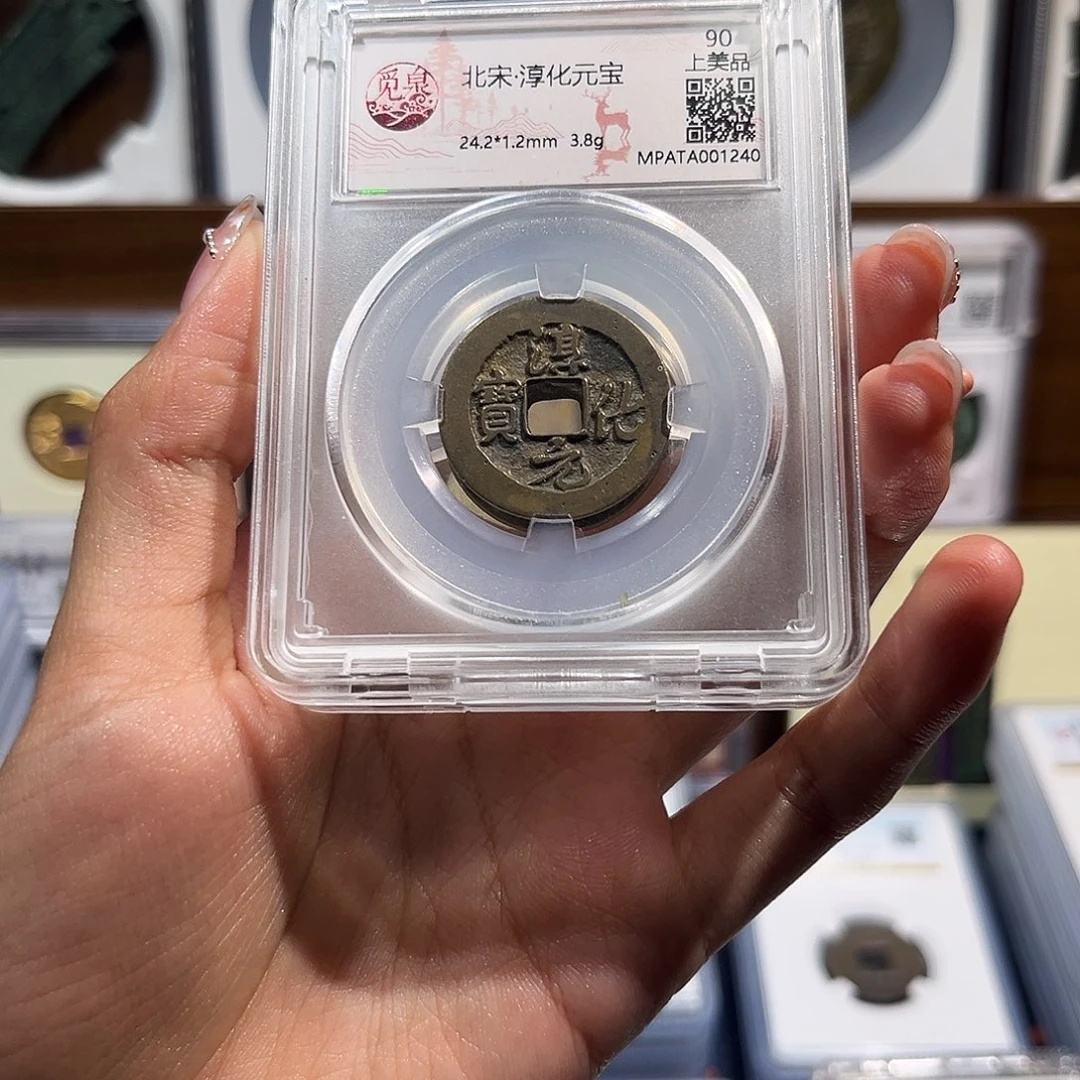 90
上美品
觅泉
北宋·淳化元宝
24.2*1.2mm 3.8g
MPATA001240
淳
寶 化
元